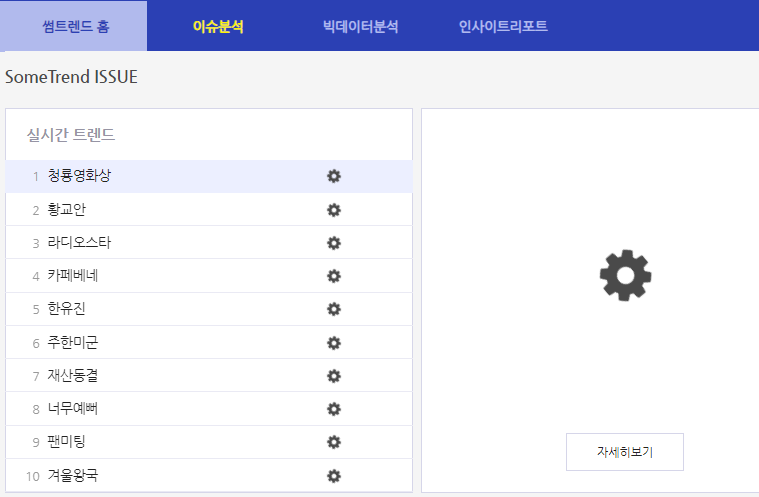 썸트렌드 홈 이슈분석 빅데이터분석 인사이트리포트
SomeTrend ISSUE
실시간 트렌드
1 청룡영화상
2 황교안
3 라디오스타
4 카페베네
5 한유진
6 주한미군
7 재산동결
8 너무예뻐
9 팬미팅
10 겨울왕국
자세히보기